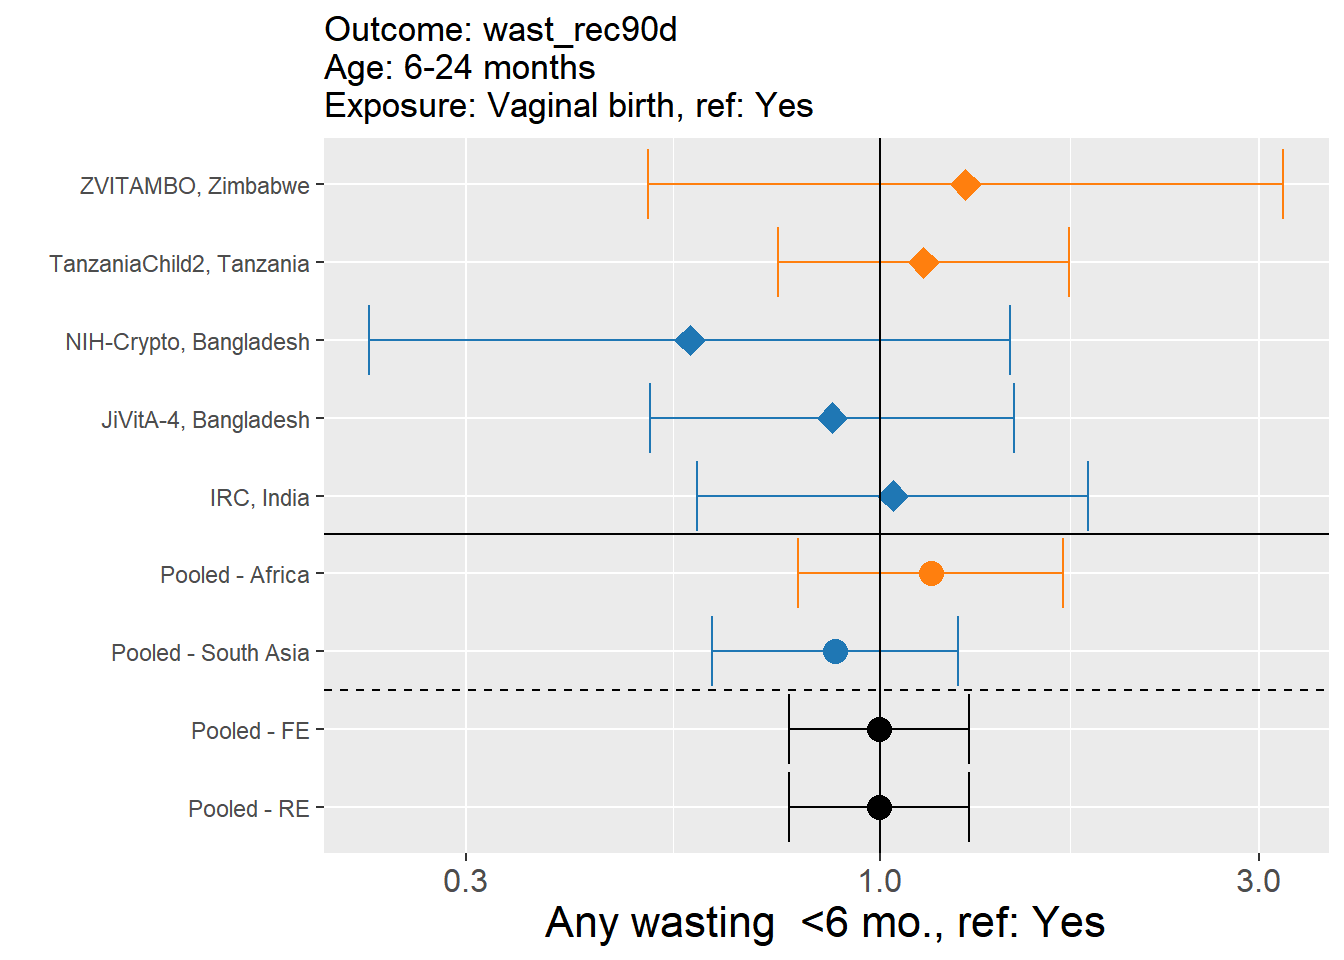 Outcome: wast_rec90d
Age: 6-24 months
Exposure: Vaginal birth, ref: Yes
ZVITAMBO, Zimbabwe
TanzaniaChild2, Tanzania
NIH-Crypto, Bangladesh
JiVitA-4, Bangladesh
IRC, India
Pooled - Africa
Pooled - South Asia
Pooled - FE
Pooled - RE
0.3 1.0 3.0
Any wasting  <6 mo., ref: Yes